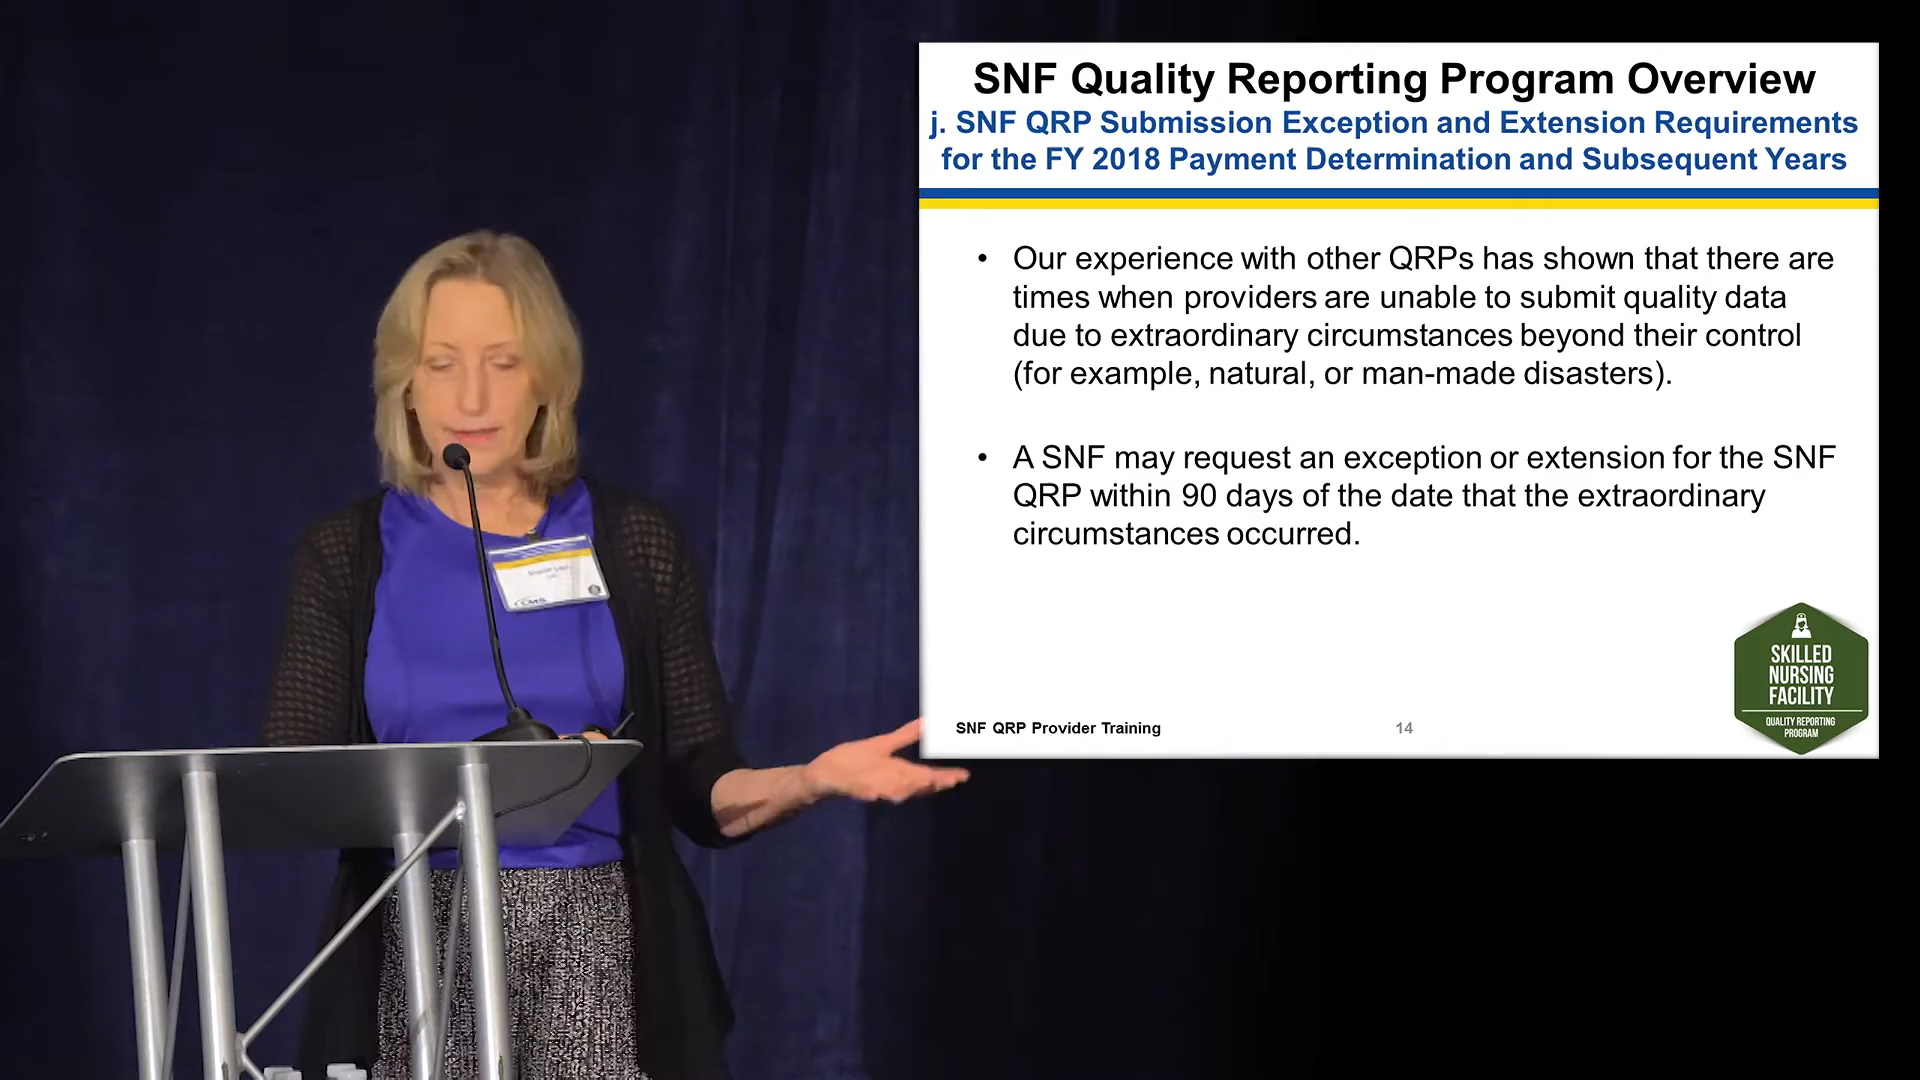 SNF Quality Reporting Program Overview
j. SNF QRP Submission Exception and Extension Requirements
for the FY 2018 Payment Determination and Subsequent Years
• Our experience with other QRPs has shown that there are
times when providers are unable to submit quality data
due to extraordinary circumstances beyond their control
(for example, natural, or man-made disasters).
• A SNF may request an exception or extension for the SNF
QRP within 90 days of the date that the extraordinary
circumstances occurred.
SKILLED
NURSING
FACILITY
QUALITY REPORTING
PROGRAM
SNF QRP Provider Training
14
CMS